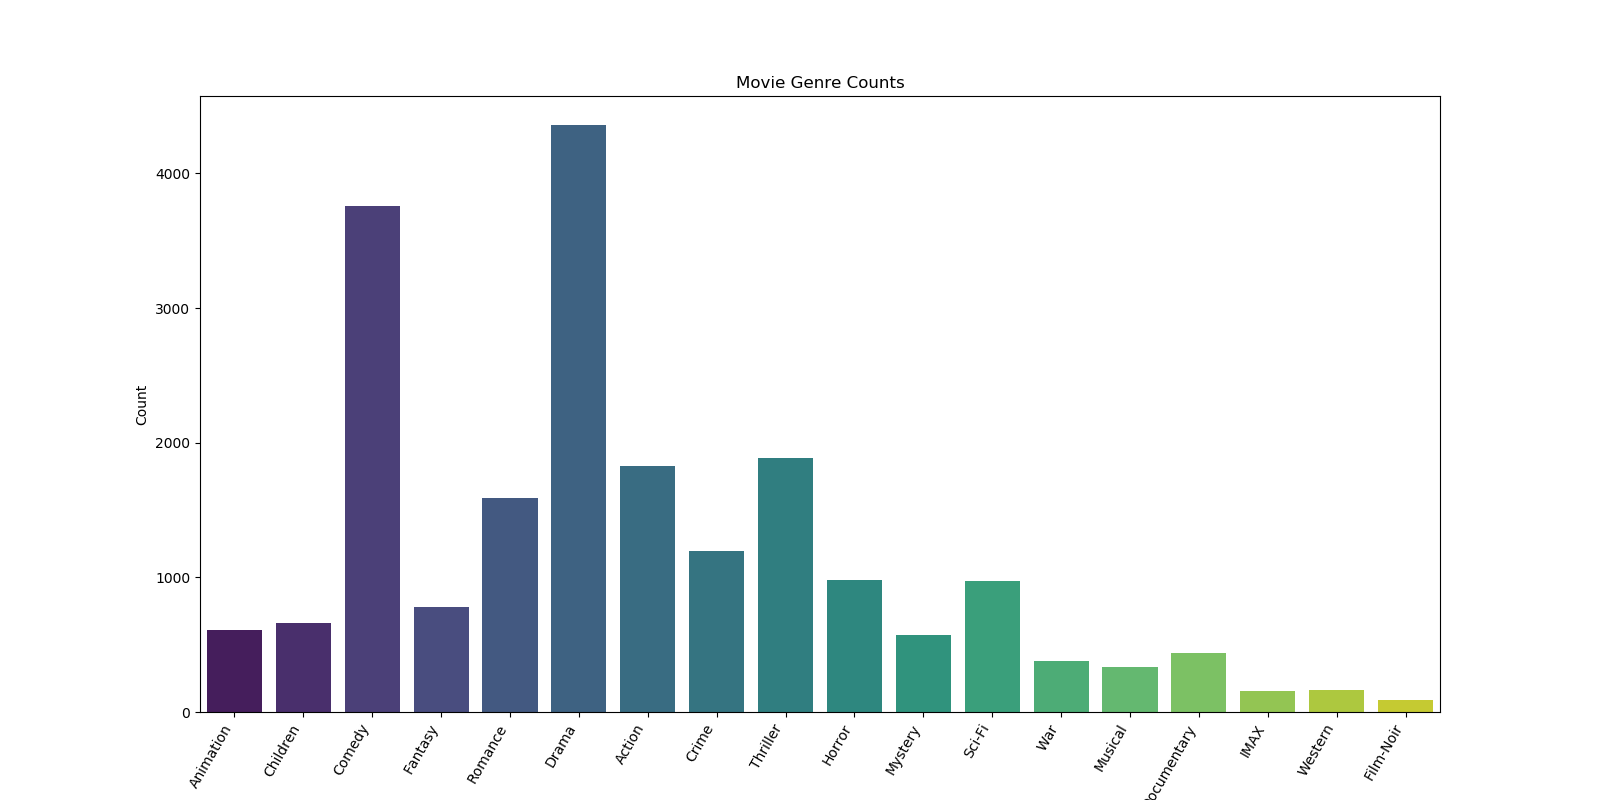 Movie Genre Counts
Count
4000
3000
2000
1000
0
Animation
Children
Comedy
Fantasy
Romance
Drama
Action
Crime
Thriller
Horror
Mystery
Sci-Fi
War
Musical
ocumentary
IMAX
Western
Film-Noir